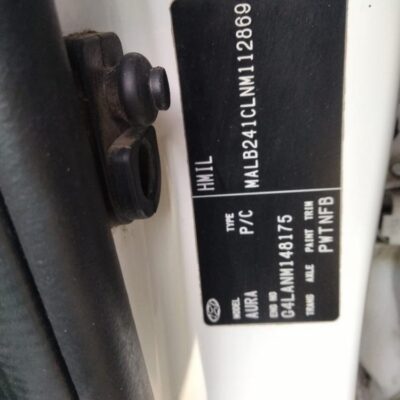 HMIL
MALB241CLNM112869
MODEL TYPE
AURA P/C
ENG NO
G4LANM148175
TRANS AXLE PAINT TRIM
PWTNFB